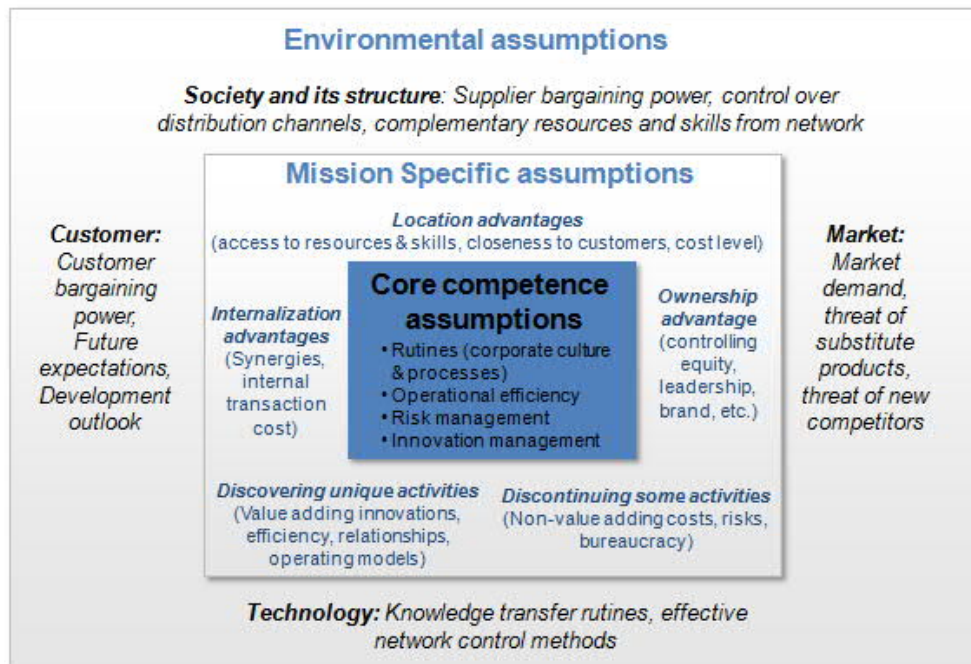 Environmental assumptions
Society and its structure: Supplier bargaining power, control over
distribution channels, complementary resources and skills from network
Mission Specific assumptions
Location advantages
(access to resources & skills, closeness to customers, cost level)
Customer:
Customer
bargaining
power,
Future
expectations,
Development
outlook
Internalization
advantages
(Synergies,
internal
transaction
cost)
Core competence
assumptions
• Rutines (corporate culture
& processes)
• Operational efficiency
• Risk management
• Innovation management
Ownership
advantage
(controlling
equity,
leadership,
brand, etc.)
Market:
Market
demand,
threat of
substitute
products,
threat of new
competitors
Discovering unique activities
(Value adding innovations,
efficiency, relationships,
operating models)
Discontinuing some activities
(Non-value adding costs, risks,
bureaucracy)
Technology: Knowledge transfer rutines, effective
network control methods